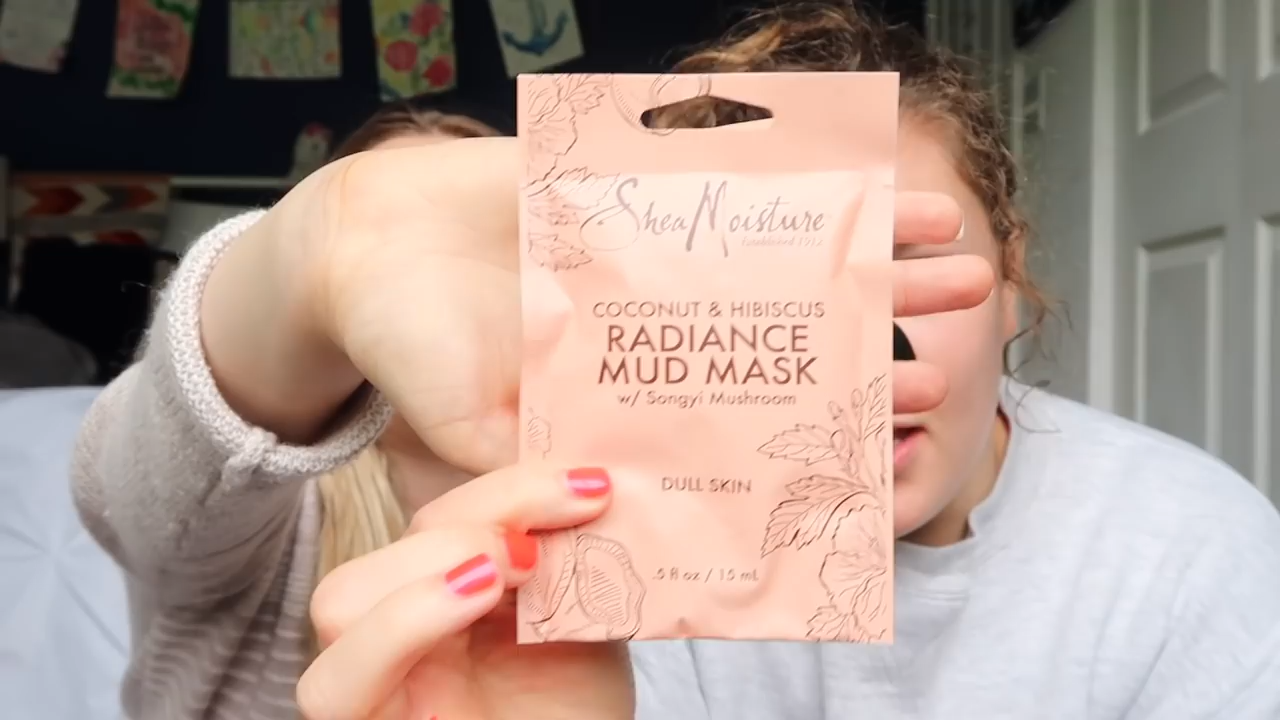 SheaMoisture
Established 1912
COCONUT & HIBISCUS
RADIANCE
MUD MASK
w/ Songyi Mushroom
DULL SKIN
.5 fl oz / 15 mL